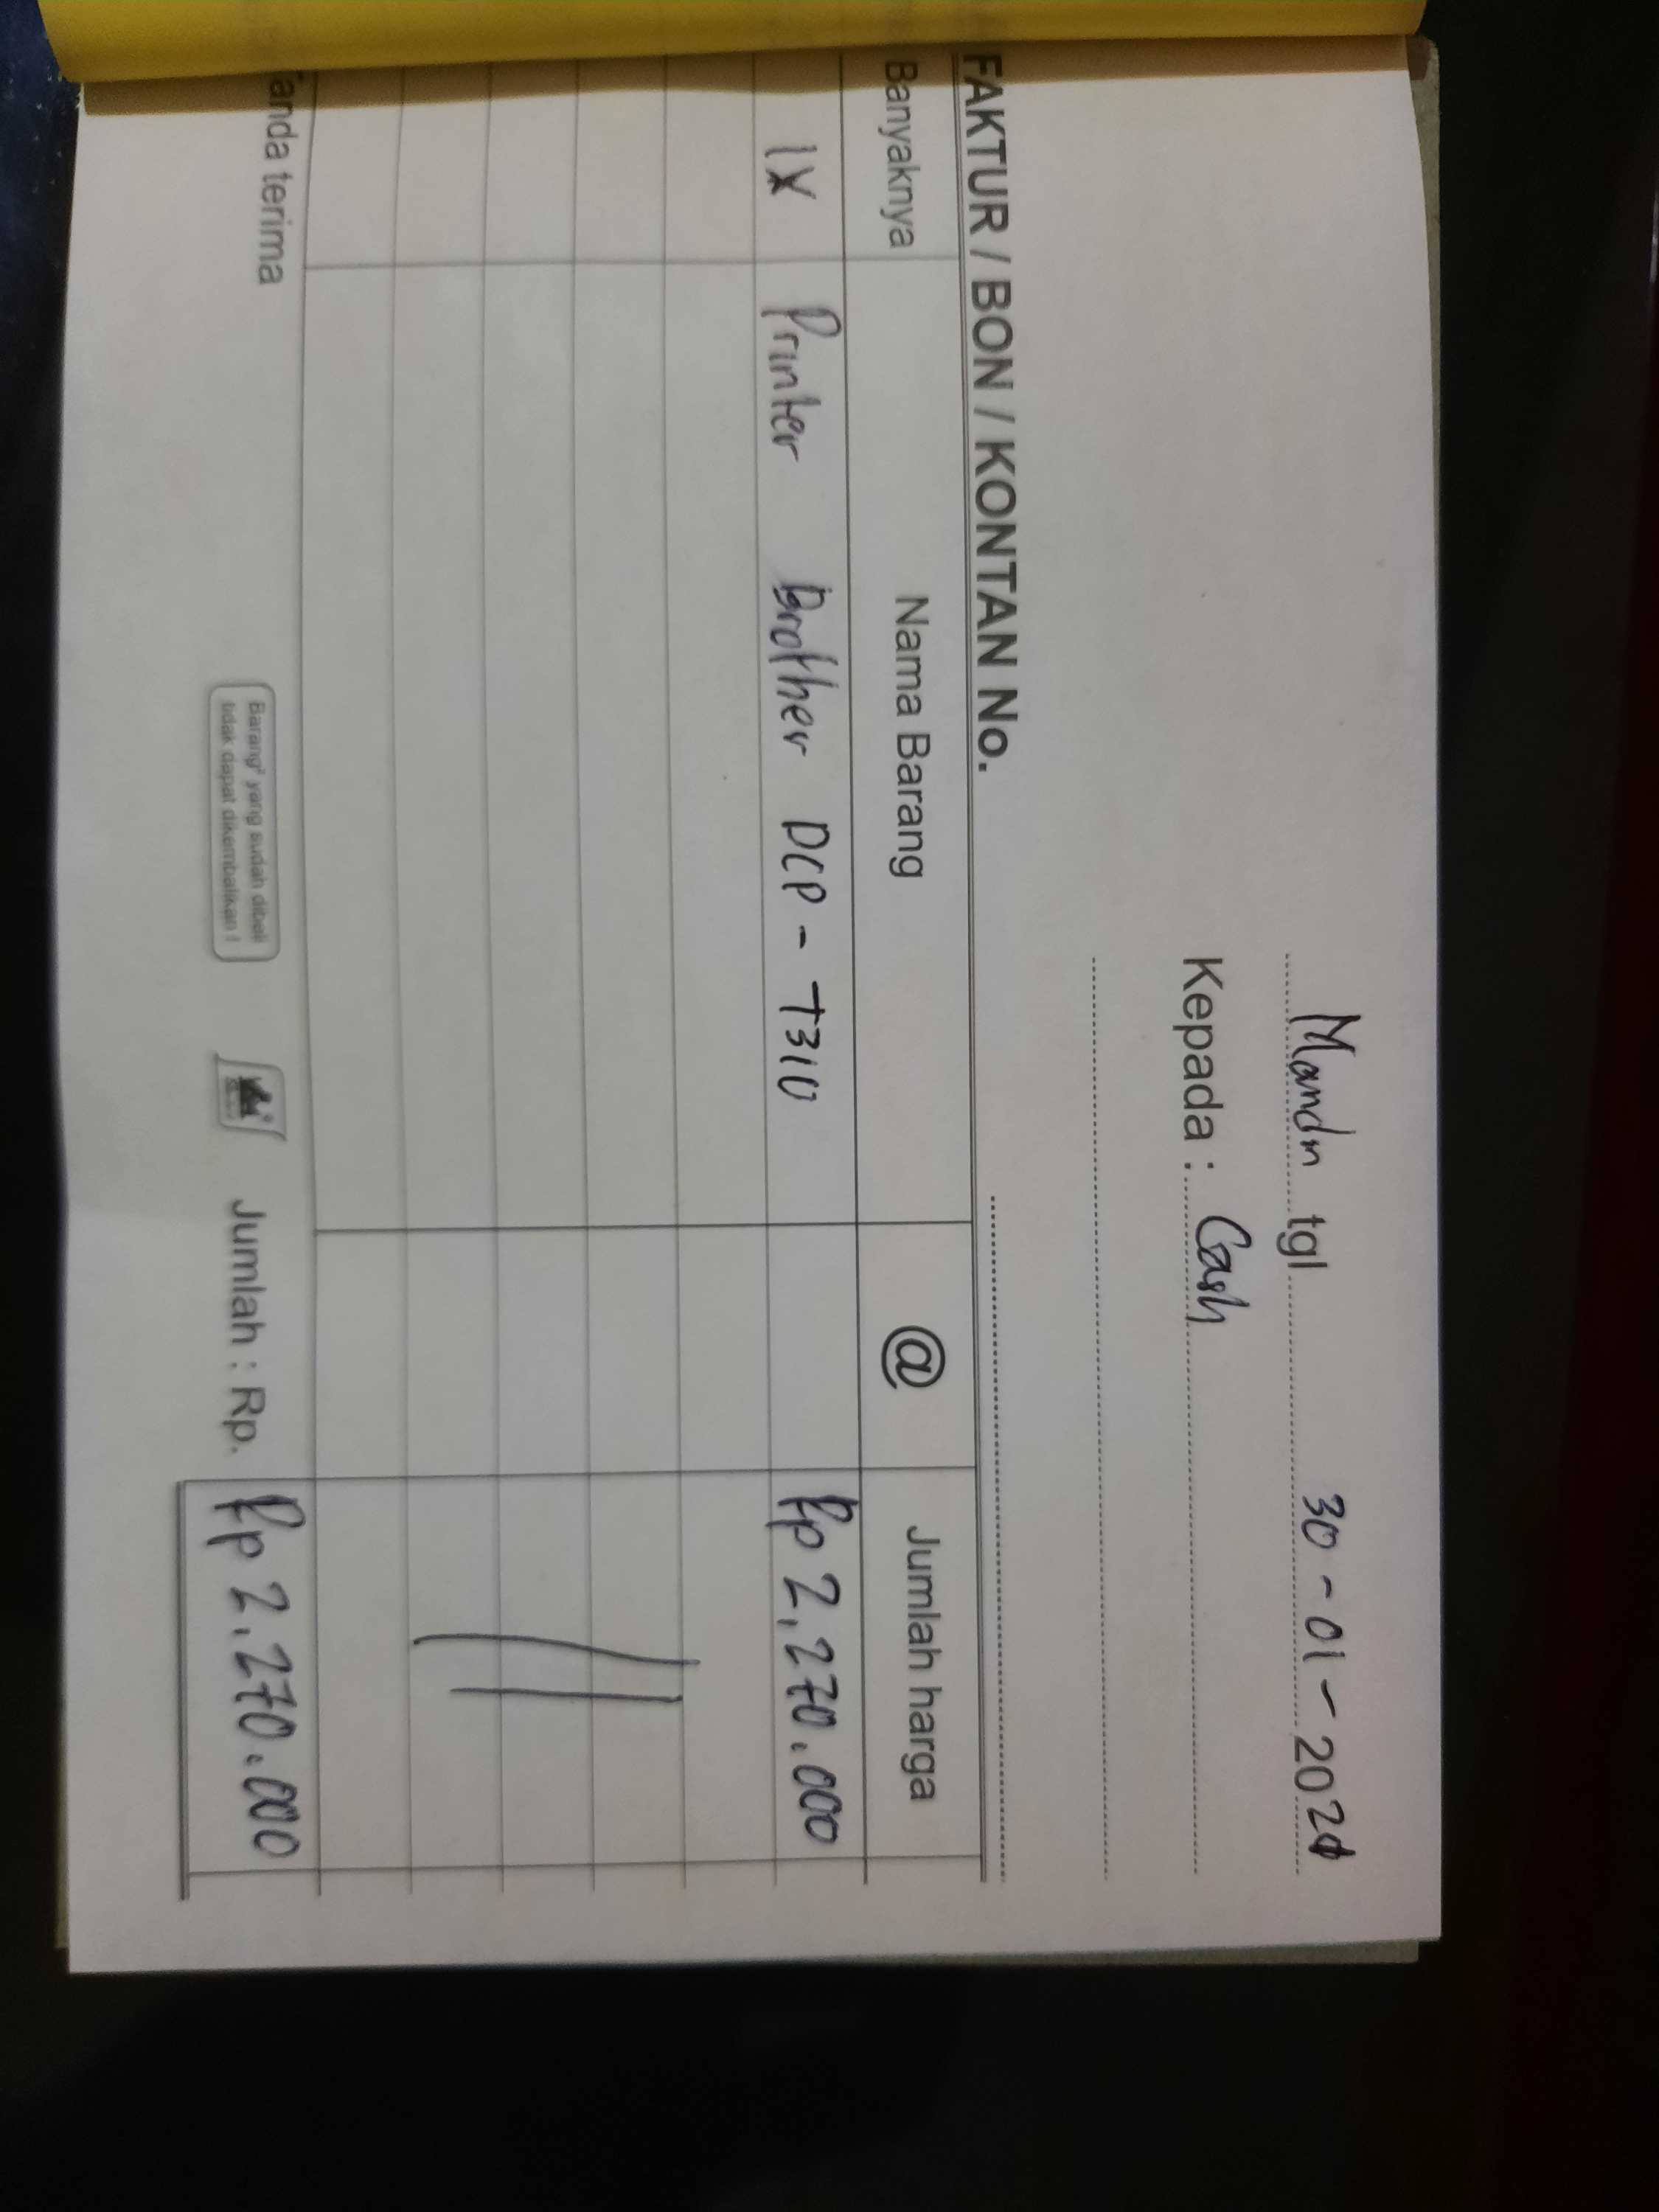 Mandn tgl 30-01-2024
Kepada : Cash
FAKTUR / BON / KONTAN No.
Banyaknya Nama Barang @ Jumlah harga
1X Printer Brother DCP-T310 Rp 2,270.000
anda terima Jumlah : Rp. Rp 2.270.000
Barang² yang sudah dibeli
tidak dapat dikembalikan !